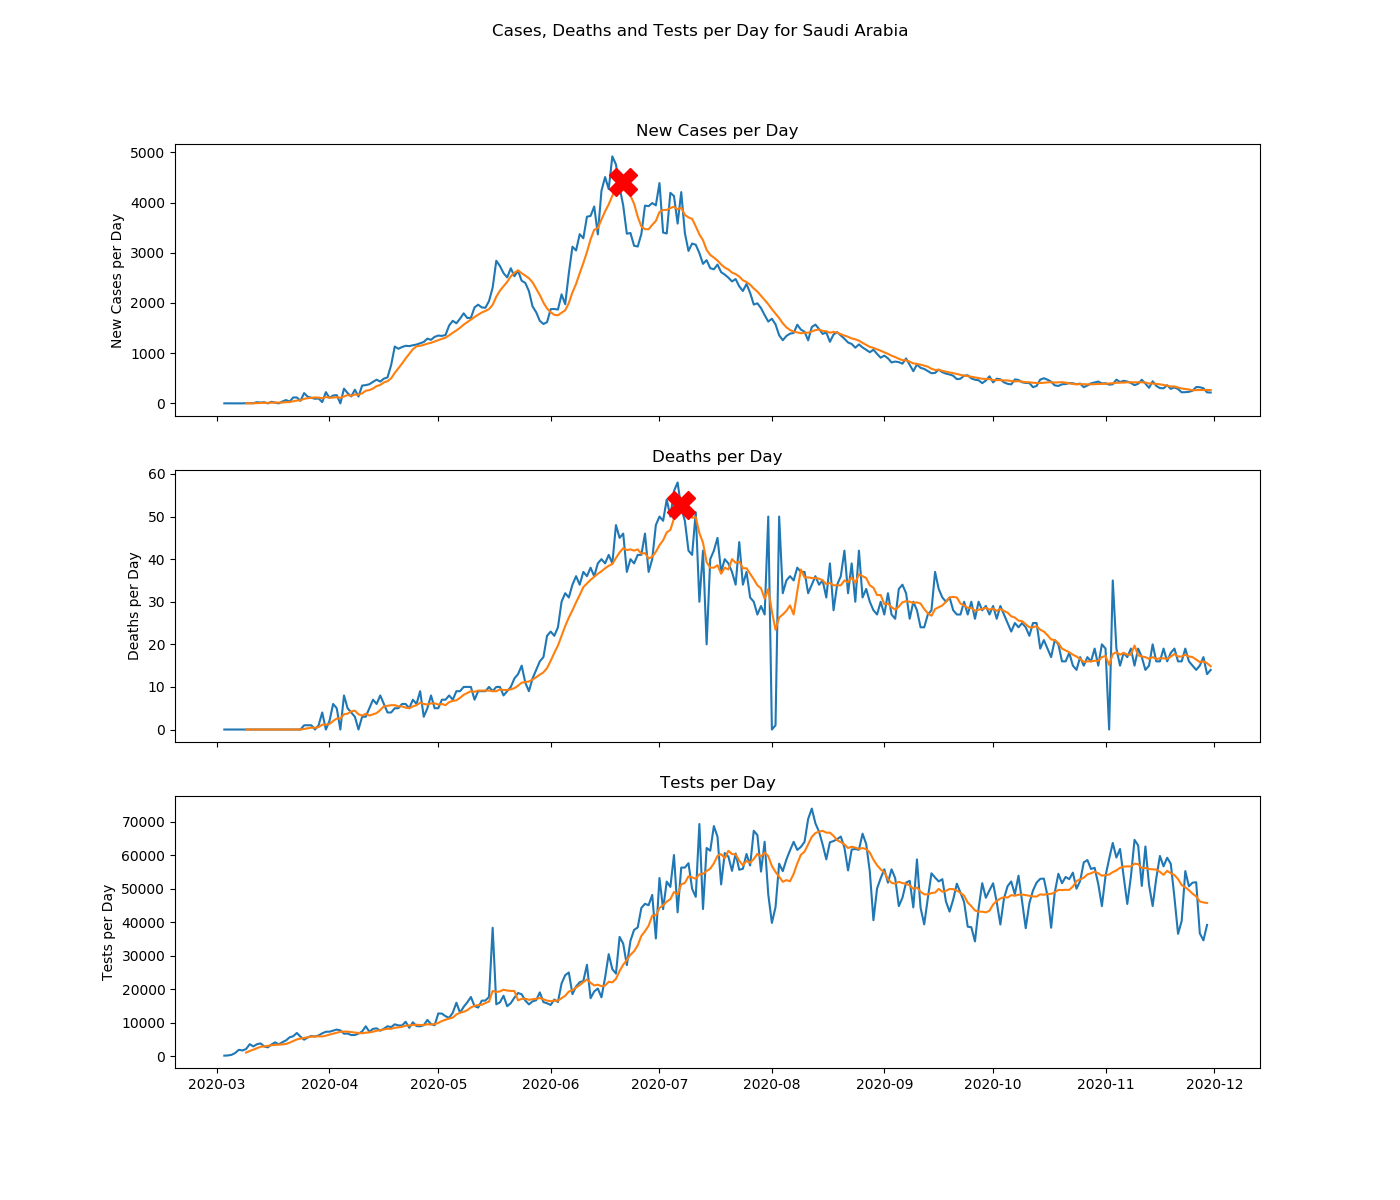 Cases, Deaths and Tests per Day for Saudi Arabia
New Cases per Day
New Cases per Day
5000
4000
3000
2000
1000
0
Deaths per Day
Deaths per Day
60
50
40
30
20
10
0
Tests per Day
Tests per Day
70000
60000
50000
40000
30000
20000
10000
0
2020-03 2020-04 2020-05 2020-06 2020-07 2020-08 2020-09 2020-10 2020-11 2020-12